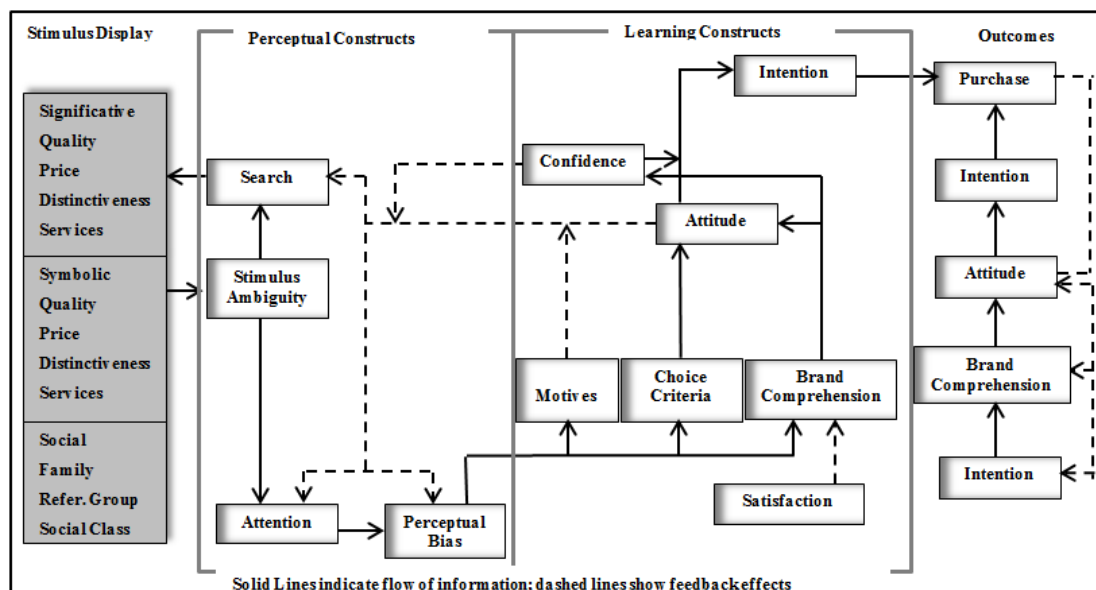 Stimulus Display
Perceptual Constructs
Learning Constructs
Outcomes
Significative
Quality
Price
Distinctiveness
Services
Symbolic
Quality
Price
Distinctiveness
Services
Social
Family
Refer. Group
Social Class
Search
Stimulus
Ambiguity
Attention
Perceptual
Bias
Intention
Confidence
Attitude
Motives
Choice
Criteria
Brand
Comprehension
Satisfaction
Purchase
Intention
Attitude
Brand
Comprehension
Intention
Solid Lines indicate flow of information; dashed lines show feedback effects